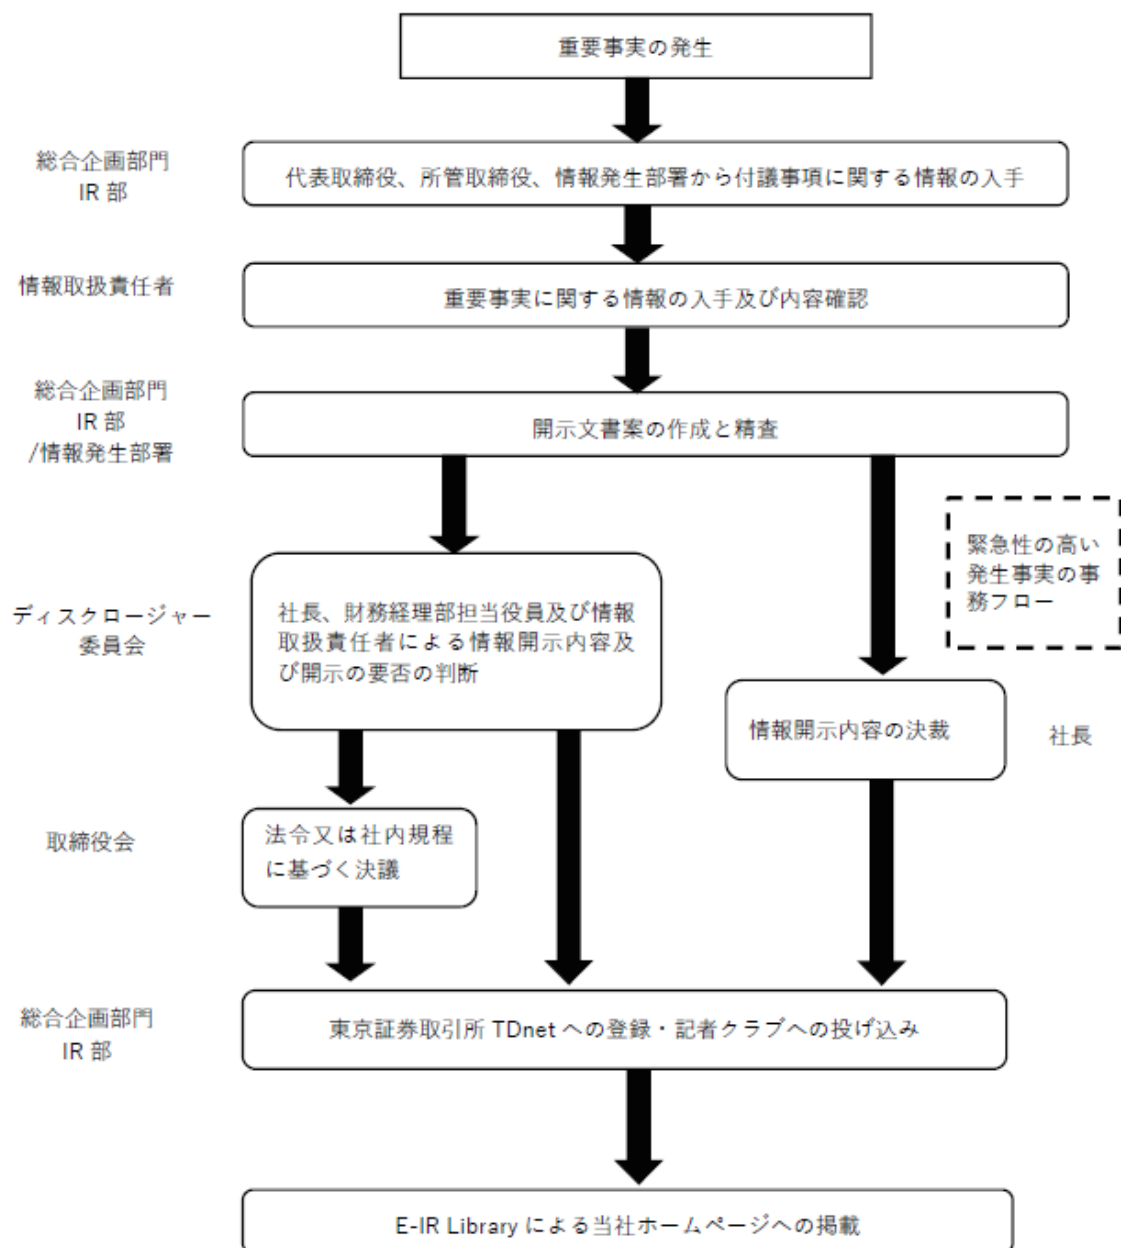 重要事実の発生
総合企画部門
IR 部
代表取締役、所管取締役、情報発生部署から付議事項に関する情報の入手
情報取扱責任者
重要事実に関する情報の入手及び内容確認
総合企画部門
IR 部
/情報発生部署
開示文書案の作成と精査
緊急性の高い
発生事実の事
務フロー
ディスクロージャー
委員会
社長、財務経理部担当役員及び情報
取扱責任者による情報開示内容及
び開示の要否の判断
情報開示内容の決裁
社長
取締役会
法令又は社内規程
に基づく決議
総合企画部門
IR 部
東京証券取引所 TDnet への登録・記者クラブへの投げ込み
E-IR Library による当社ホームページへの掲載